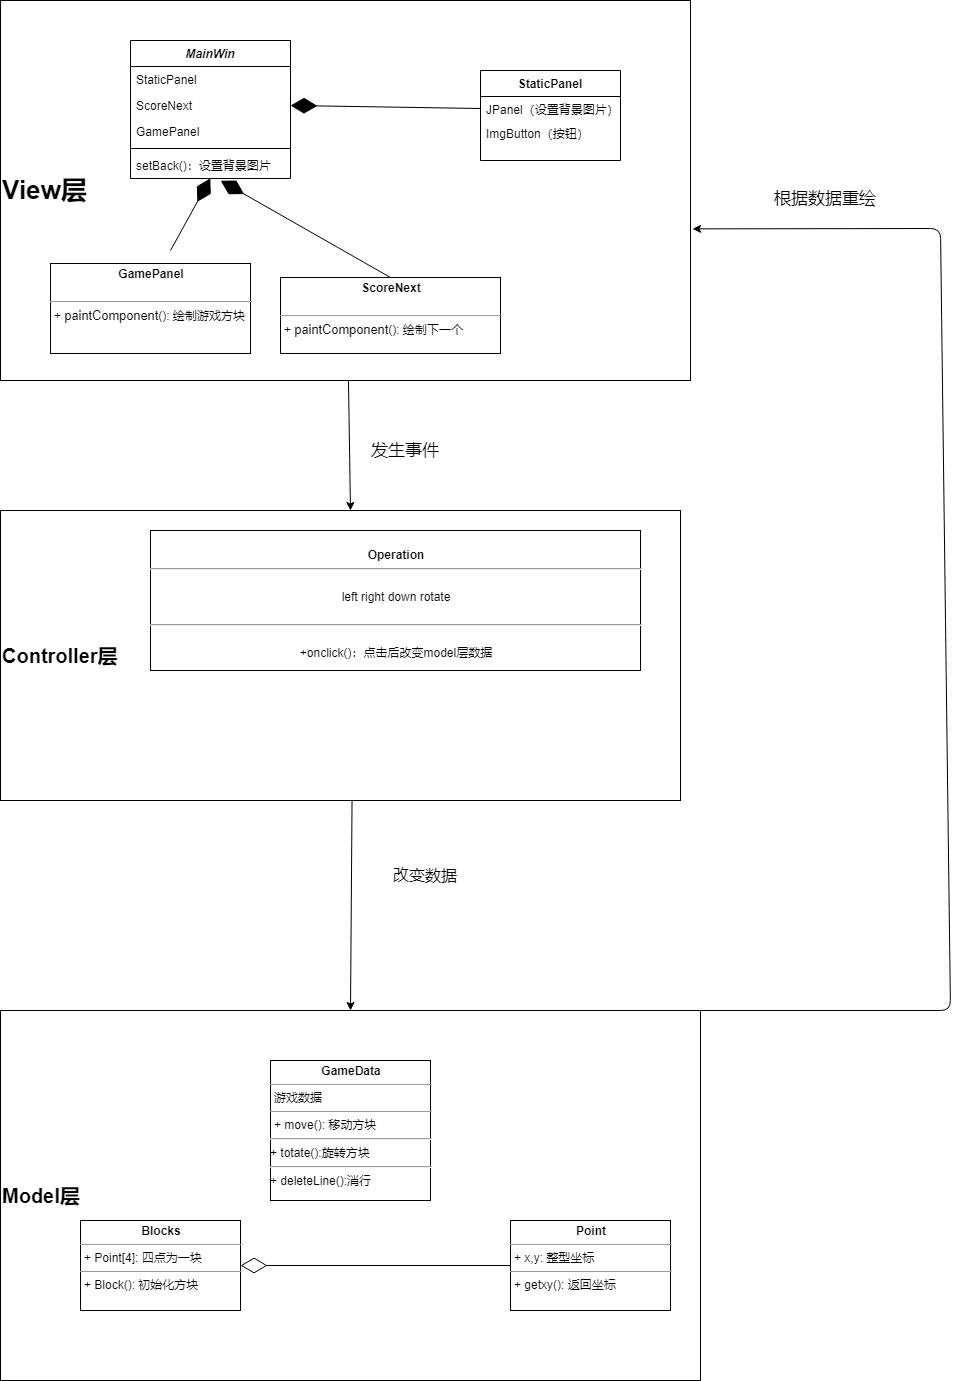 MainWin
StaticPanel
ScoreNext
GamePanel
setBack()：设置背景图片
StaticPanel
JPanel（设置背景图片）
ImgButton（按钮）
View层
根据数据重绘
GamePanel
+ paintComponent(): 绘制游戏方块
ScoreNext
+ paintComponent(): 绘制下一个
发生事件
Operation
left right down rotate
+onclick()：点击后改变model层数据
Controller层
改变数据
GameData
游戏数据
+ move(): 移动方块
+ totate():旋转方块
+ deleteLine():消行
Model层
Blocks
+ Point[4]: 四点为一块
+ Block(): 初始化方块
Point
+ x,y: 整型坐标
+ getxy(): 返回坐标